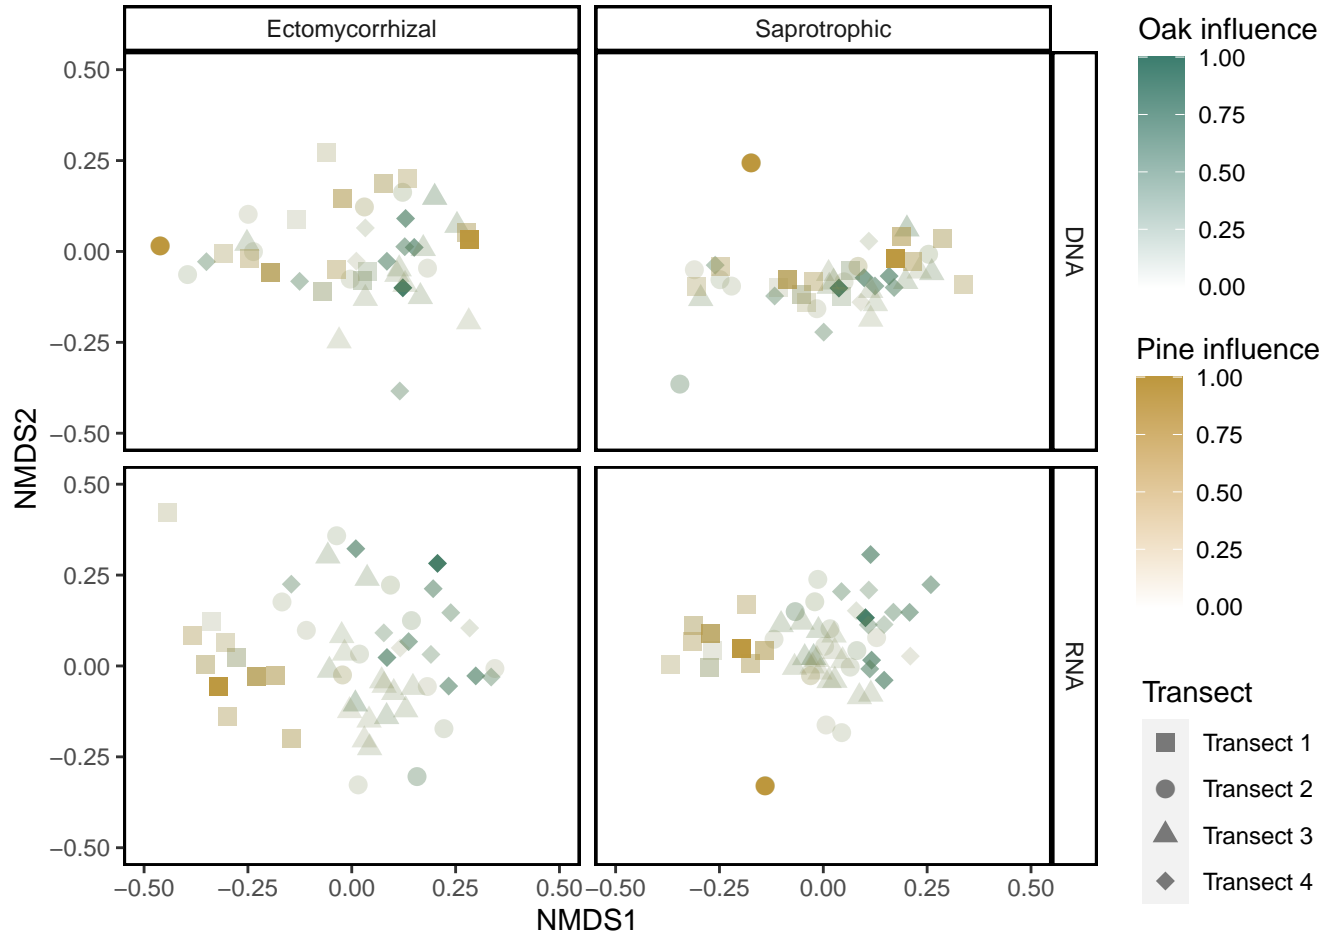 Ectomycorrhizal
Saprotrophic
0.50
0.25
0.00
−0.25
−0.50
DNA
0.50
0.25
0.00
−0.25
−0.50
RNA
NMDS2
−0.50
−0.25
0.00
0.25
0.50
−0.50
−0.25
0.00
0.25
0.50
NMDS1
Oak influence
1.00
0.75
0.50
0.25
0.00
Pine influence
1.00
0.75
0.50
0.25
0.00
Transect
Transect 1
Transect 2
Transect 3
Transect 4